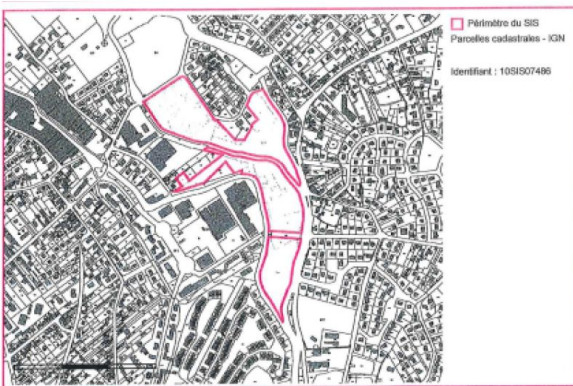 Périmètre du SIS
Parcelles cadastrales - IGN
Identifiant : 10SIS07486